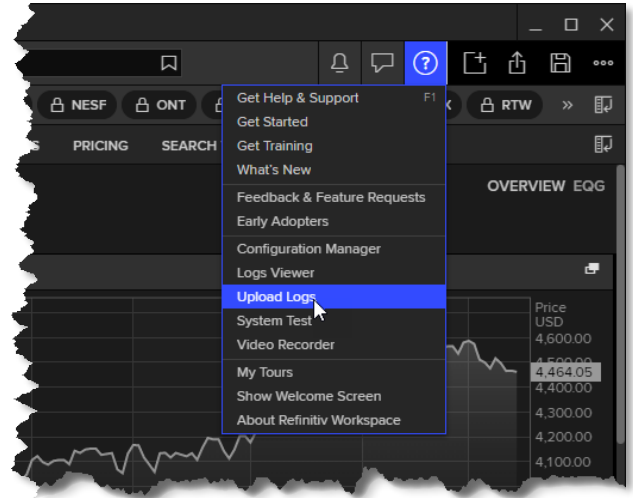 NESF
ONT
RTW
»
PRICING
SEARCH
OVERVIEW EQG
Get Help & Support F1
Get Started
Get Training
What's New
Feedback & Feature Requests
Early Adopters
Configuration Manager
Logs Viewer
Upload Logs
System Test
Video Recorder
My Tours
Show Welcome Screen
About Refinitiv Workspace
Price
USD
4,600.00
4,464.05
4,400.00
4,300.00
4,200.00
4,100.00